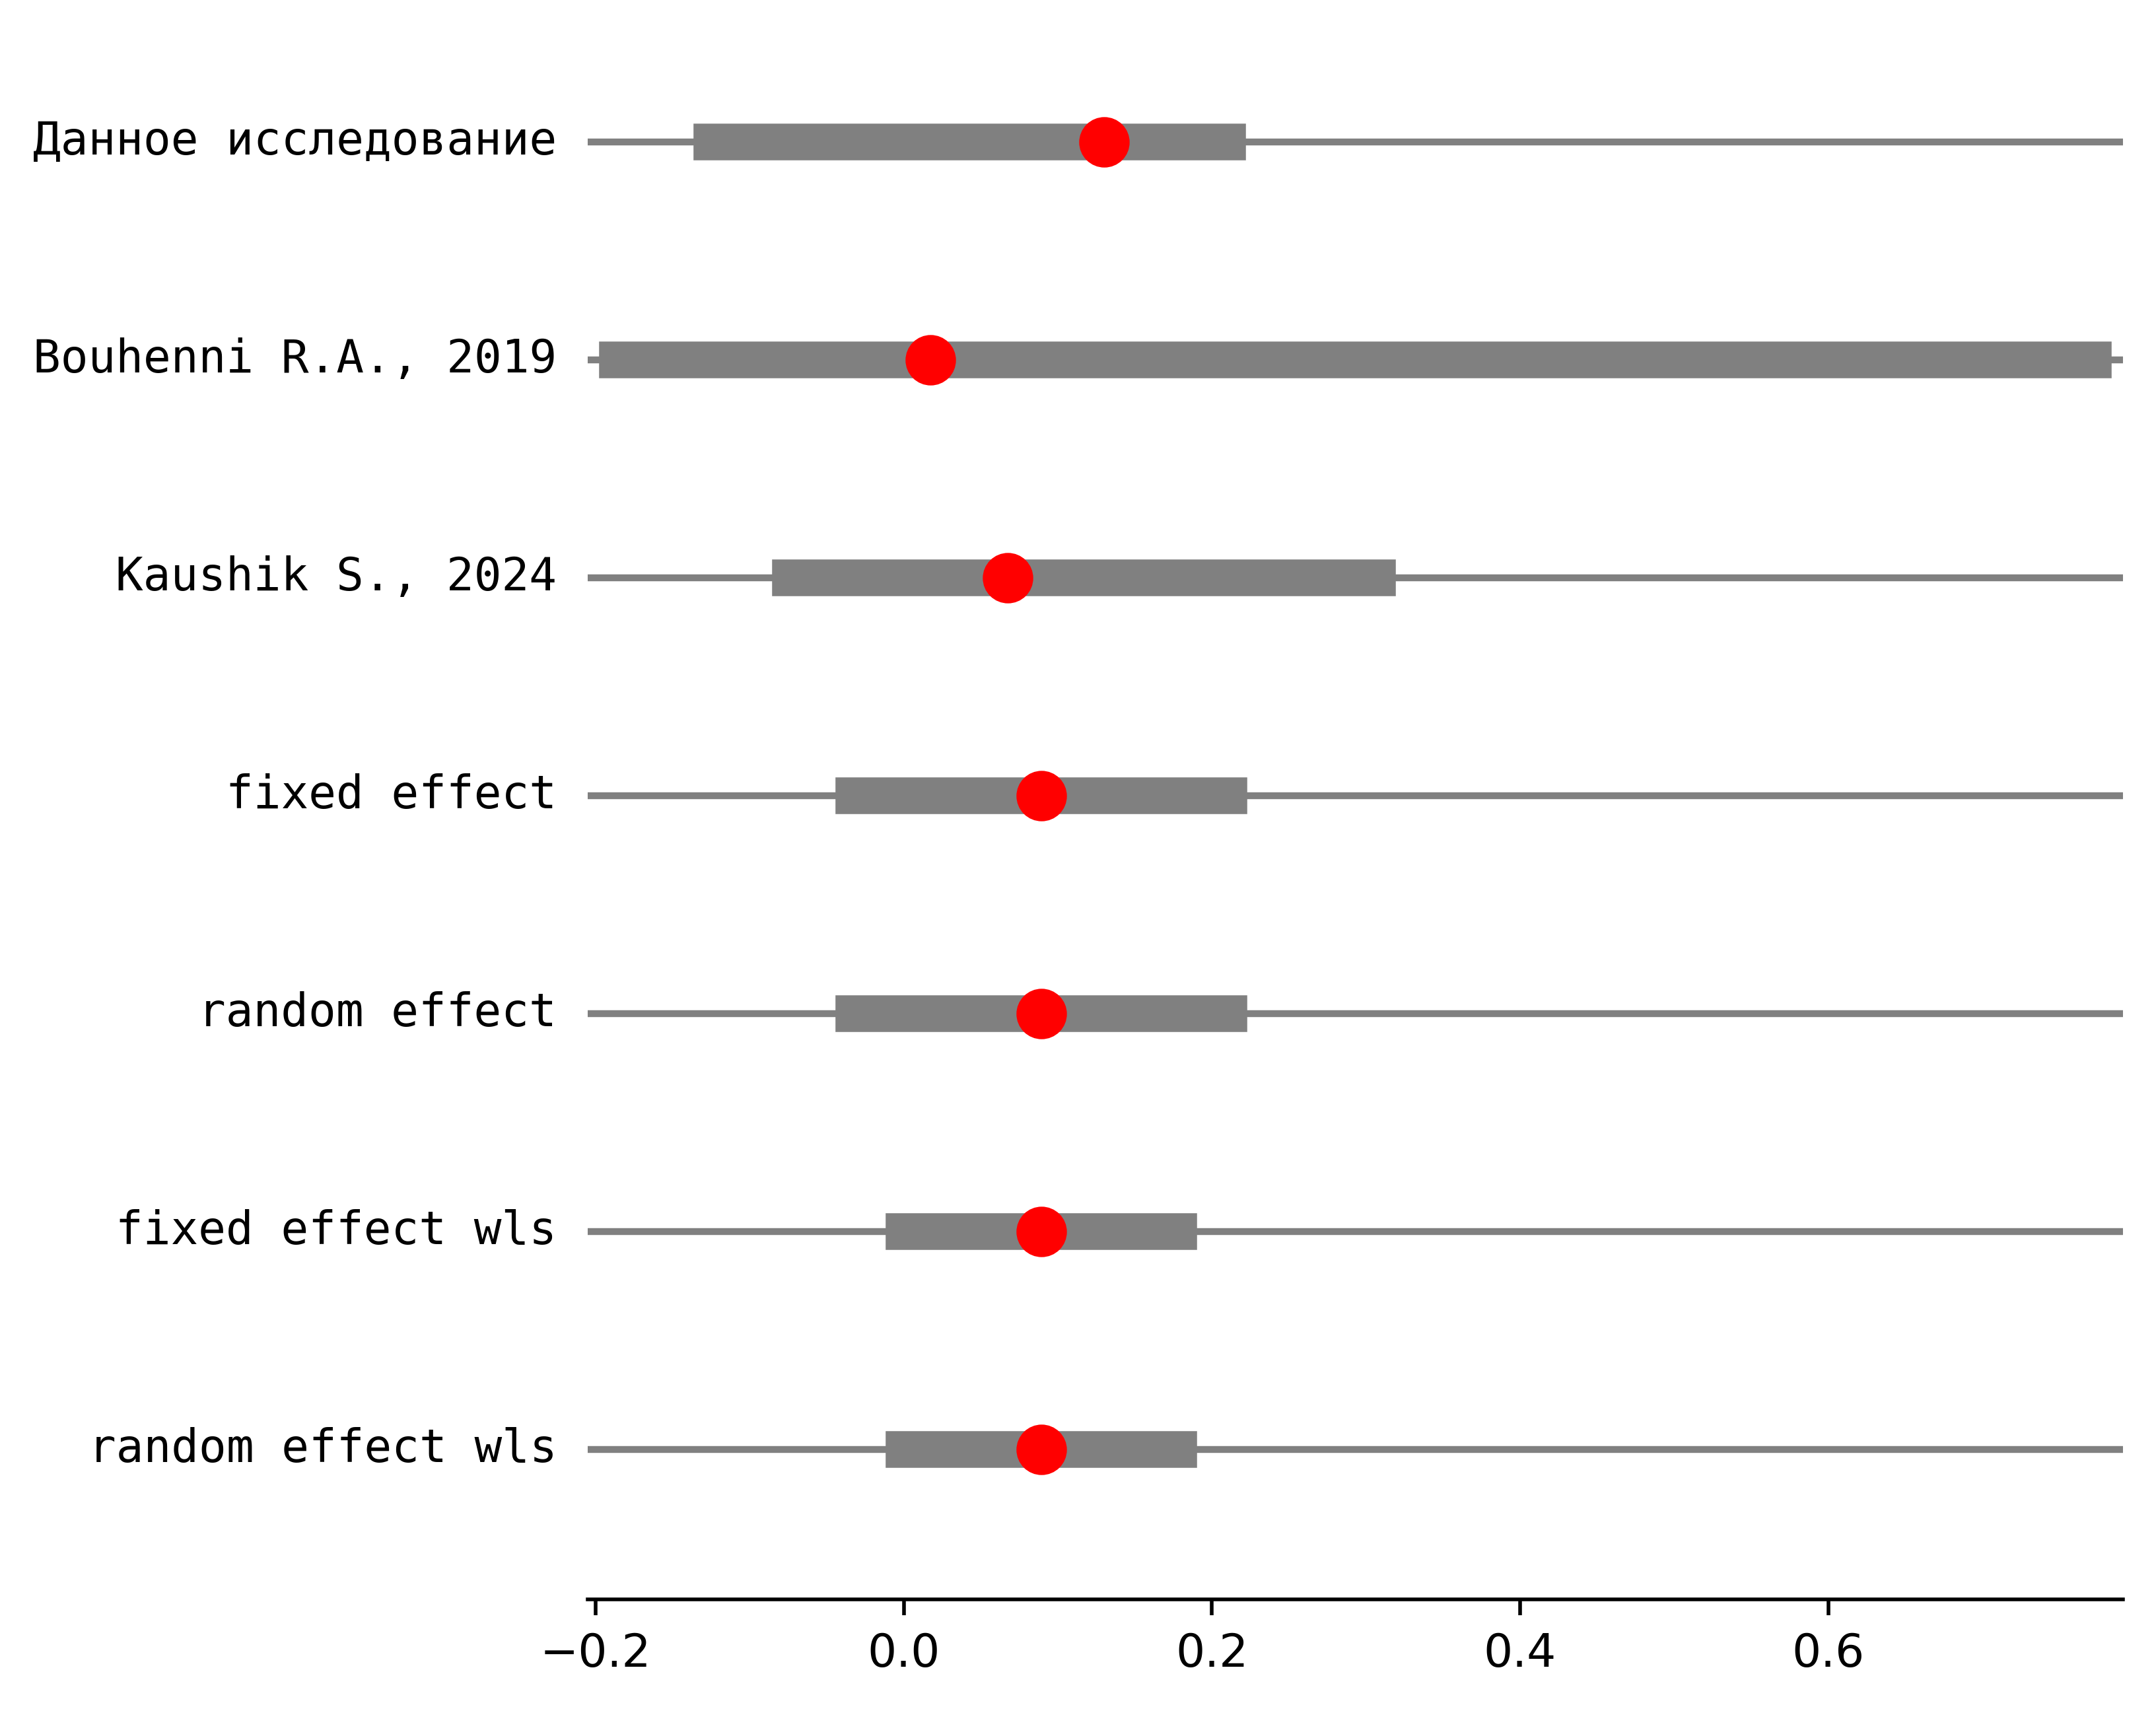 Данное исследование
Bouhenni R.A., 2019
Kaushik S., 2024
fixed effect
random effect
fixed effect wls
random effect wls
−0.2 0.0 0.2 0.4 0.6